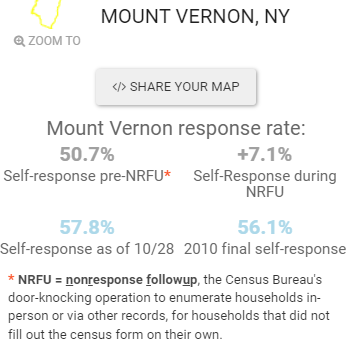 MOUNT VERNON, NY
ZOOM TO
</> SHARE YOUR MAP
Mount Vernon response rate:
50.7% +7.1%
Self-response pre-NRFU* Self-Response during
NRFU
57.8% 56.1%
Self-response as of 10/28 2010 final self-response
* NRFU = nonresponse followup, the Census Bureau's
door-knocking operation to enumerate households in-
person or via other records, for households that did not
fill out the census form on their own.